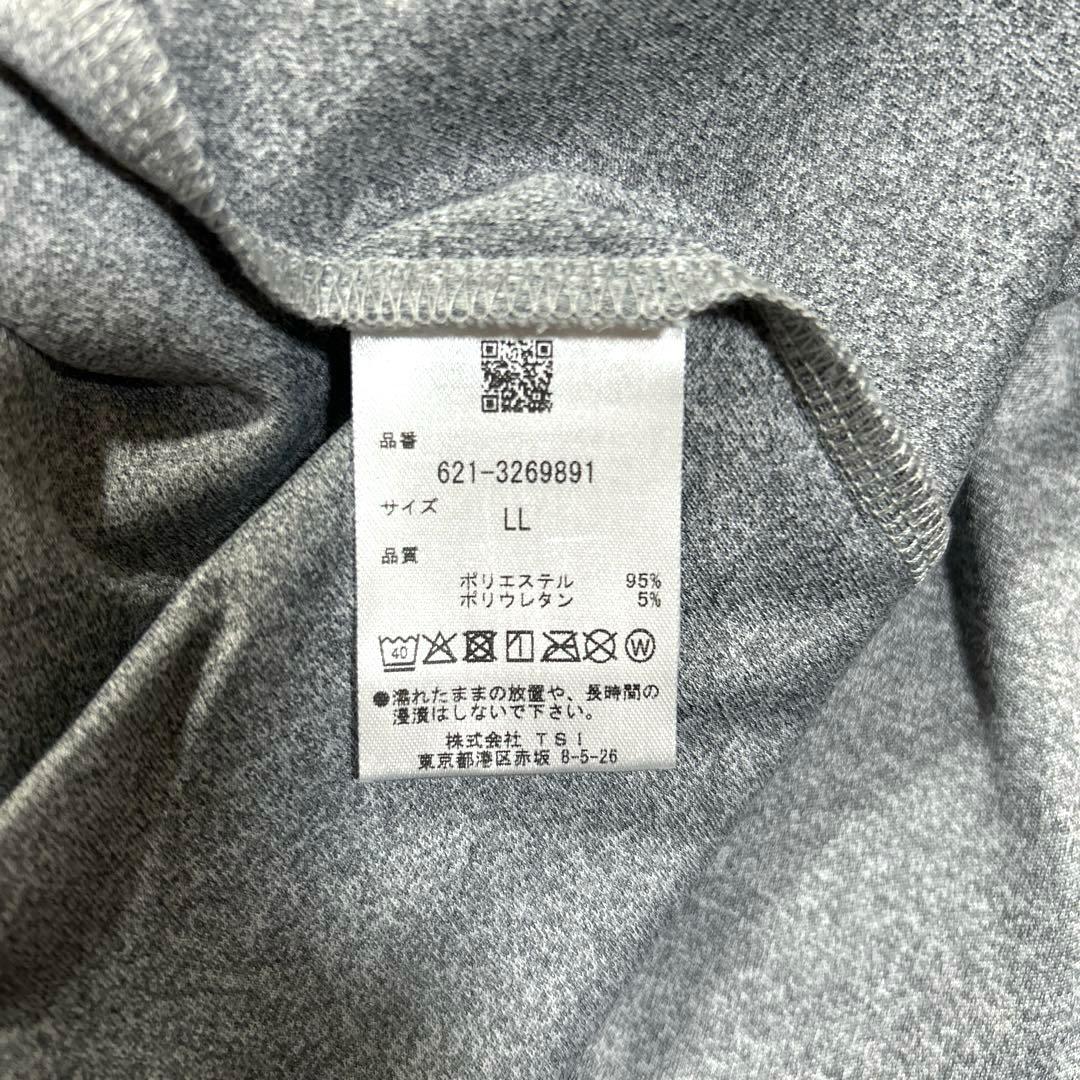 品番
621-3269891
サイズ
LL
品質
ポリエステル 95%
ポリウレタン 5%
40
W
●濡れたままの放置や、長時間の
浸漬はしないで下さい。
株式会社 TSI
東京都港区赤坂 8-5-26